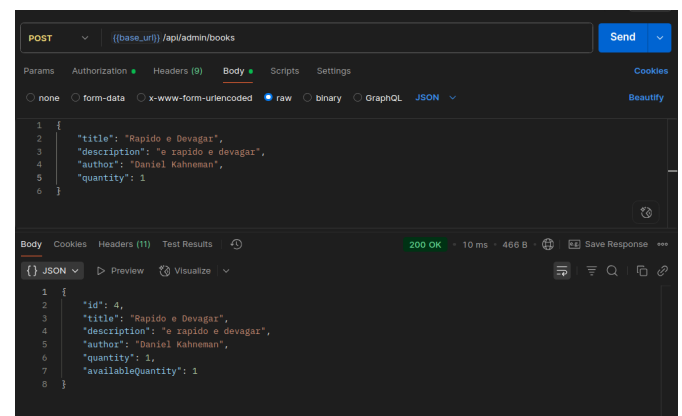 POST {{base_url}} /api/admin/books Send
Params Authorization Headers (9) Body Scripts Settings Cookies
none form-data x-www-form-urlencoded raw binary GraphQL JSON Beautify
1 {
2 "title": "Rapido e Devagar",
3 "description": "e rapido e devagar",
4 "author": "Daniel Kahneman",
5 "quantity": 1
6 }
Body Cookies Headers (11) Test Results 200 OK • 10 ms • 466 B • Save Response
{} JSON Preview Visualize
1 {
2 "id": 4,
3 "title": "Rapido e Devagar",
4 "description": "e rapido e devagar",
5 "author": "Daniel Kahneman",
6 "quantity": 1,
7 "availableQuantity": 1
8 }